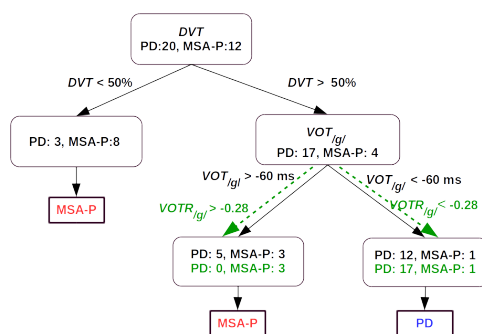 DVT
PD:20, MSA-P:12
DVT < 50%
DVT > 50%
PD: 3, MSA-P:8
VOT/g/
PD: 17, MSA-P: 4
MSA-P
VOT/g/ > -60 ms
VOT/g/ < -60 ms
VOTR/g/ > -0.28
VOTR/g/ < -0.28
PD: 5, MSA-P: 3
PD: 0, MSA-P: 3
PD: 12, MSA-P: 1
PD: 17, MSA-P: 1
MSA-P
PD